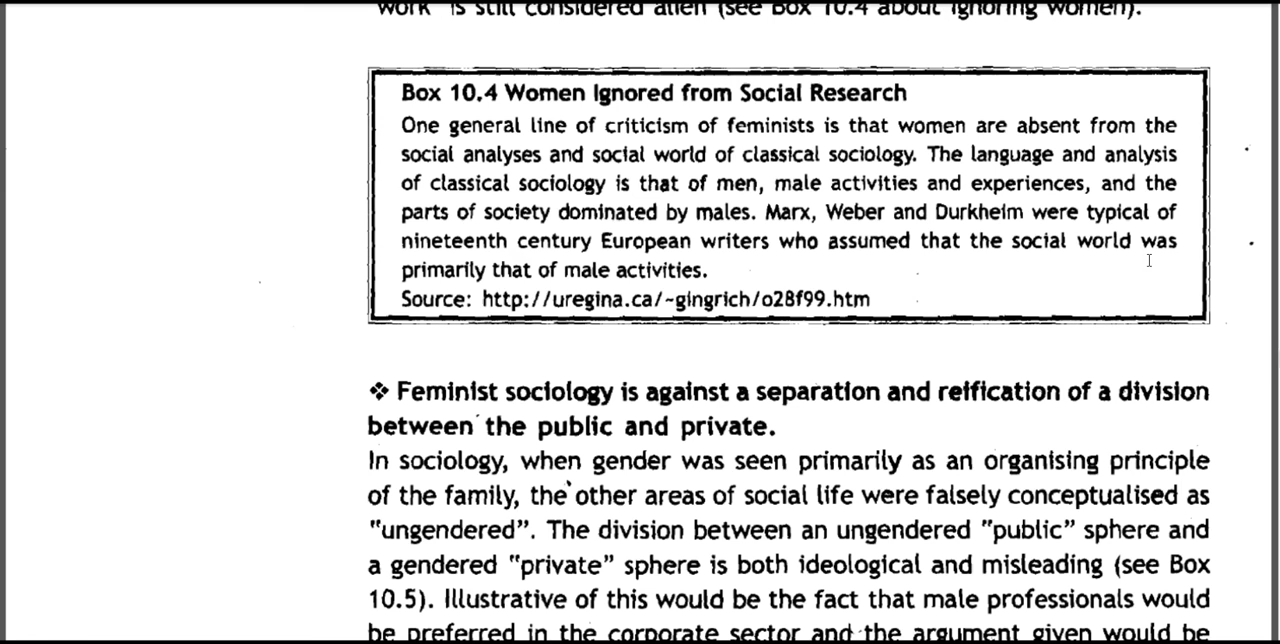 work" is still considered alien (see Box 10.4 about ignoring women).
Box 10.4 Women Ignored from Social Research
One general line of criticism of feminists is that women are absent from the
social analyses and social world of classical sociology. The language and analysis
of classical sociology is that of men, male activities and experiences, and the
parts of society dominated by males. Marx, Weber and Durkheim were typical of
nineteenth century European writers who assumed that the social world was
primarily that of male activities.
Source: http://uregina.ca/~gingrich/o28f99.htm
❖ Feminist sociology is against a separation and reification of a division
between the public and private.
In sociology, when gender was seen primarily as an organising principle
of the family, the other areas of social life were falsely conceptualised as
"ungendered". The division between an ungendered "public" sphere and
a gendered "private" sphere is both ideological and misleading (see Box
10.5). Illustrative of this would be the fact that male professionals would
be preferred in the corporate sector and the argument given would be